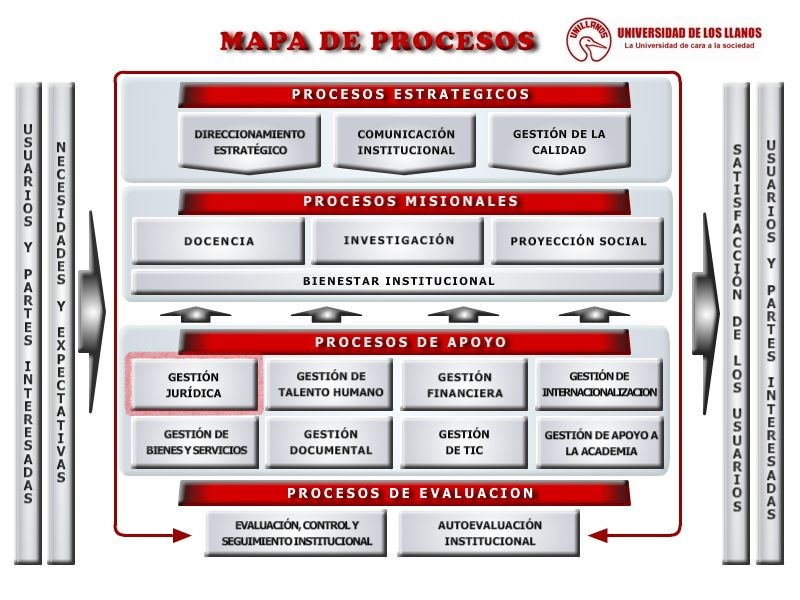 MAPA DE PROCESOS
UNILLANOS
UNIVERSIDAD DE LOS LLANOS
La Universidad de cara a la sociedad
USUARIOS Y PARTES INTERESADAS
NECESIDADES Y EXPECTATIVAS
PROCESOS ESTRATEGICOS
DIRECCIONAMIENTO
ESTRATÉGICO
COMUNICACIÓN
INSTITUCIONAL
GESTIÓN DE LA
CALIDAD
PROCESOS MISIONALES
DOCENCIA
INVESTIGACIÓN
PROYECCIÓN SOCIAL
BIENESTAR INSTITUCIONAL
PROCESOS DE APOYO
GESTIÓN
JURÍDICA
GESTIÓN DE
TALENTO HUMANO
GESTIÓN
FINANCIERA
GESTIÓN DE
INTERNACIONALIZACION
GESTIÓN DE
BIENES Y SERVICIOS
GESTIÓN
DOCUMENTAL
GESTIÓN
DE TIC
GESTIÓN DE APOYO A
LA ACADEMIA
PROCESOS DE EVALUACION
EVALUACIÓN, CONTROL Y
SEGUIMIENTO INSTITUCIONAL
AUTOEVALUACIÓN
INSTITUCIONAL
SATISFACCIÓN DE LOS USUARIOS
USUARIOS Y PARTES INTERESADAS